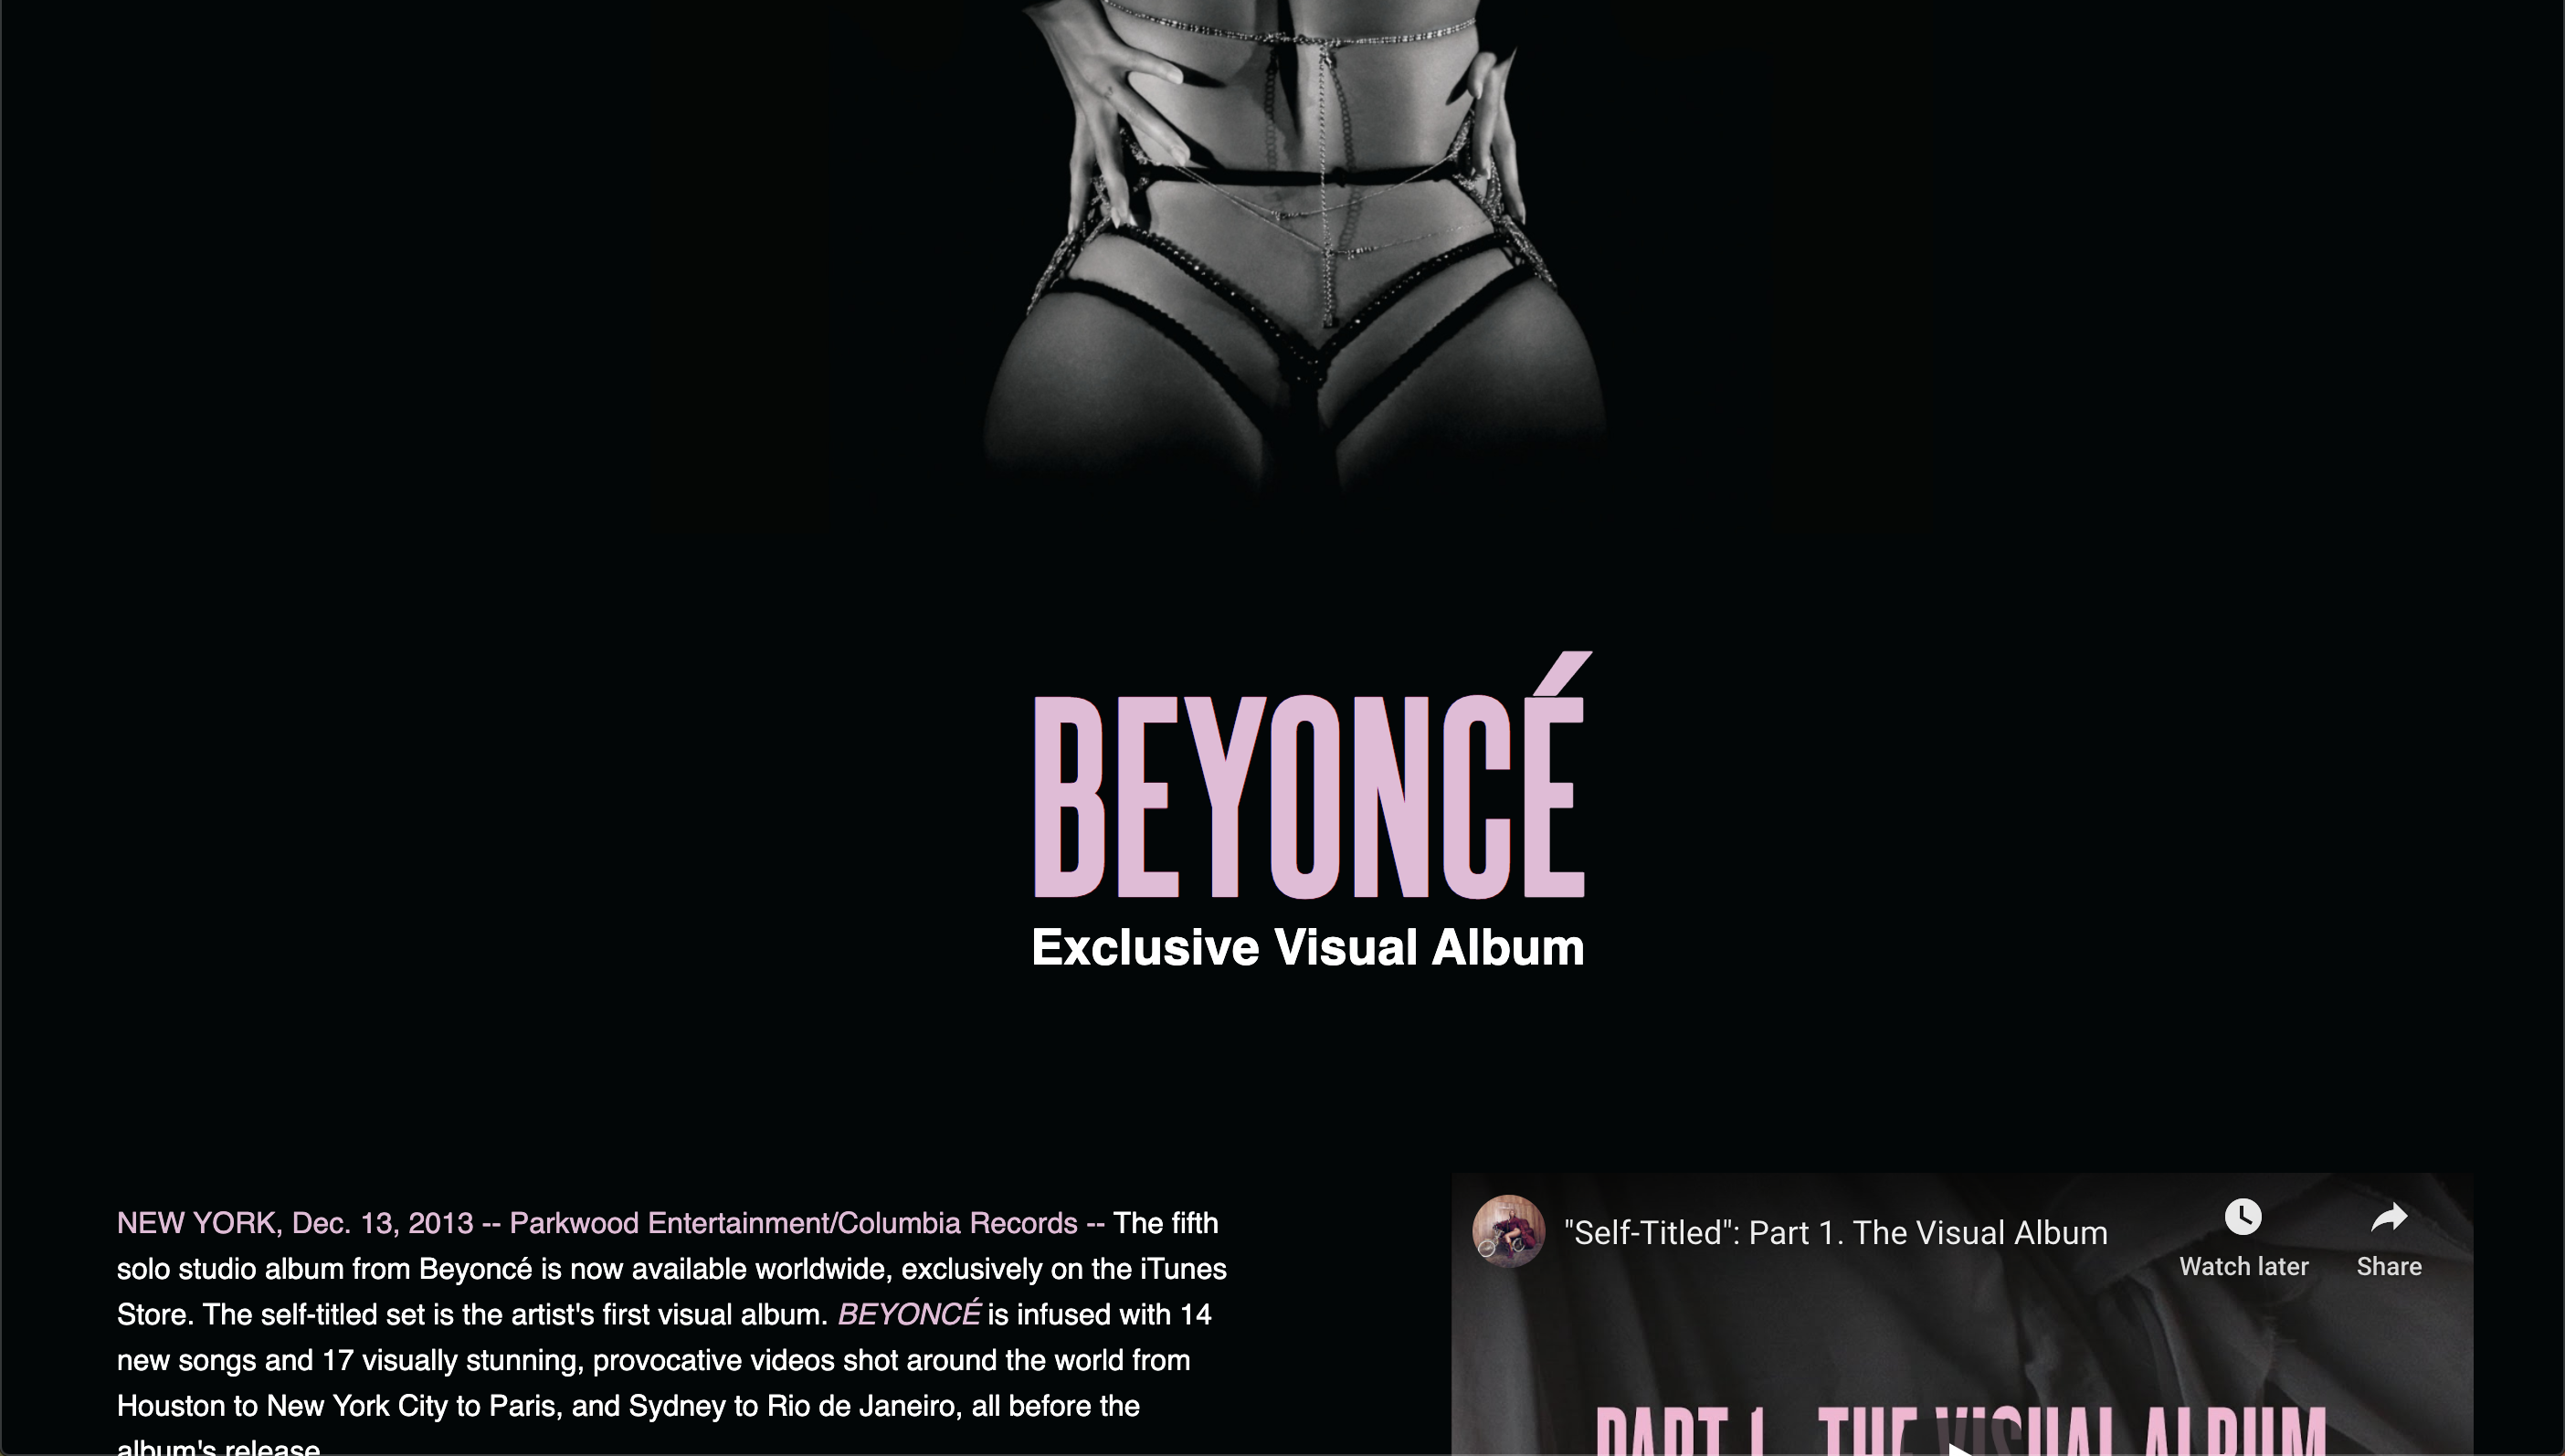 BEYONCÉ
Exclusive Visual Album
NEW YORK, Dec. 13, 2013 -- Parkwood Entertainment/Columbia Records -- The fifth
solo studio album from Beyoncé is now available worldwide, exclusively on the iTunes
Store. The self-titled set is the artist's first visual album. BEYONCÉ is infused with 14
new songs and 17 visually stunning, provocative videos shot around the world from
Houston to New York City to Paris, and Sydney to Rio de Janeiro, all before the
album's release.
"Self-Titled": Part 1. The Visual Album
Watch later
Share
PART 1. THE VISUAL ALBUM